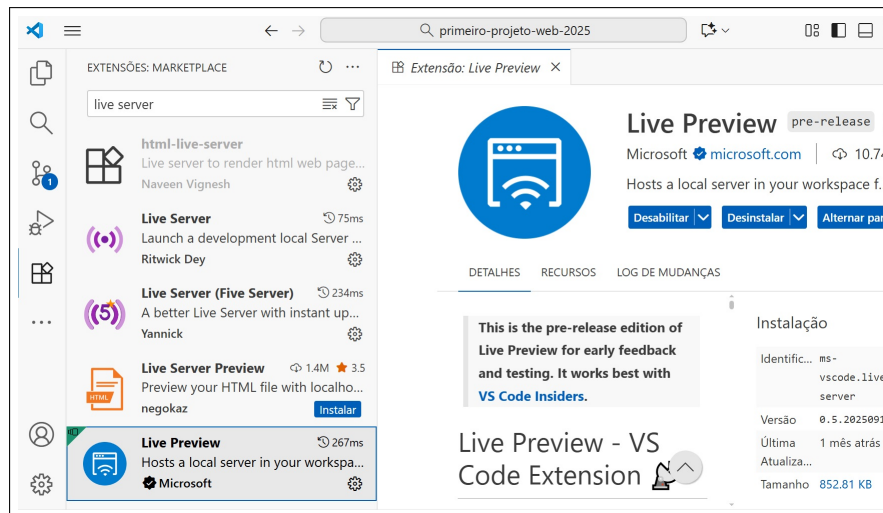 primeiro-projeto-web-2025
1
EXTENSÕES: MARKETPLACE
live server
html-live-server
Live server to render html web page...
Naveen Vignesh
Live Server 75ms
Launch a development local Server ...
Ritwick Dey
Live Server (Five Server) 234ms
A better Live Server with instant up...
Yannick
Live Server Preview 1.4M 3.5
Preview your HTML file with localho...
negokaz Instalar
HTML
Live Preview 267ms
Hosts a local server in your workspa...
Microsoft
Extensão: Live Preview
Live Preview pre-release
Microsoft microsoft.com 10.74
Hosts a local server in your workspace f.
Desabilitar Desinstalar Alternar par
DETALHES RECURSOS LOG DE MUDANÇAS
This is the pre-release edition of
Live Preview for early feedback
and testing. It works best with
VS Code Insiders.
Live Preview - VS
Code Extension
Instalação
Identific... ms-
vscode.live
server
Versão 0.5.2025091
Última 1 mês atrás
Atualiza...
Tamanho 852.81 KB